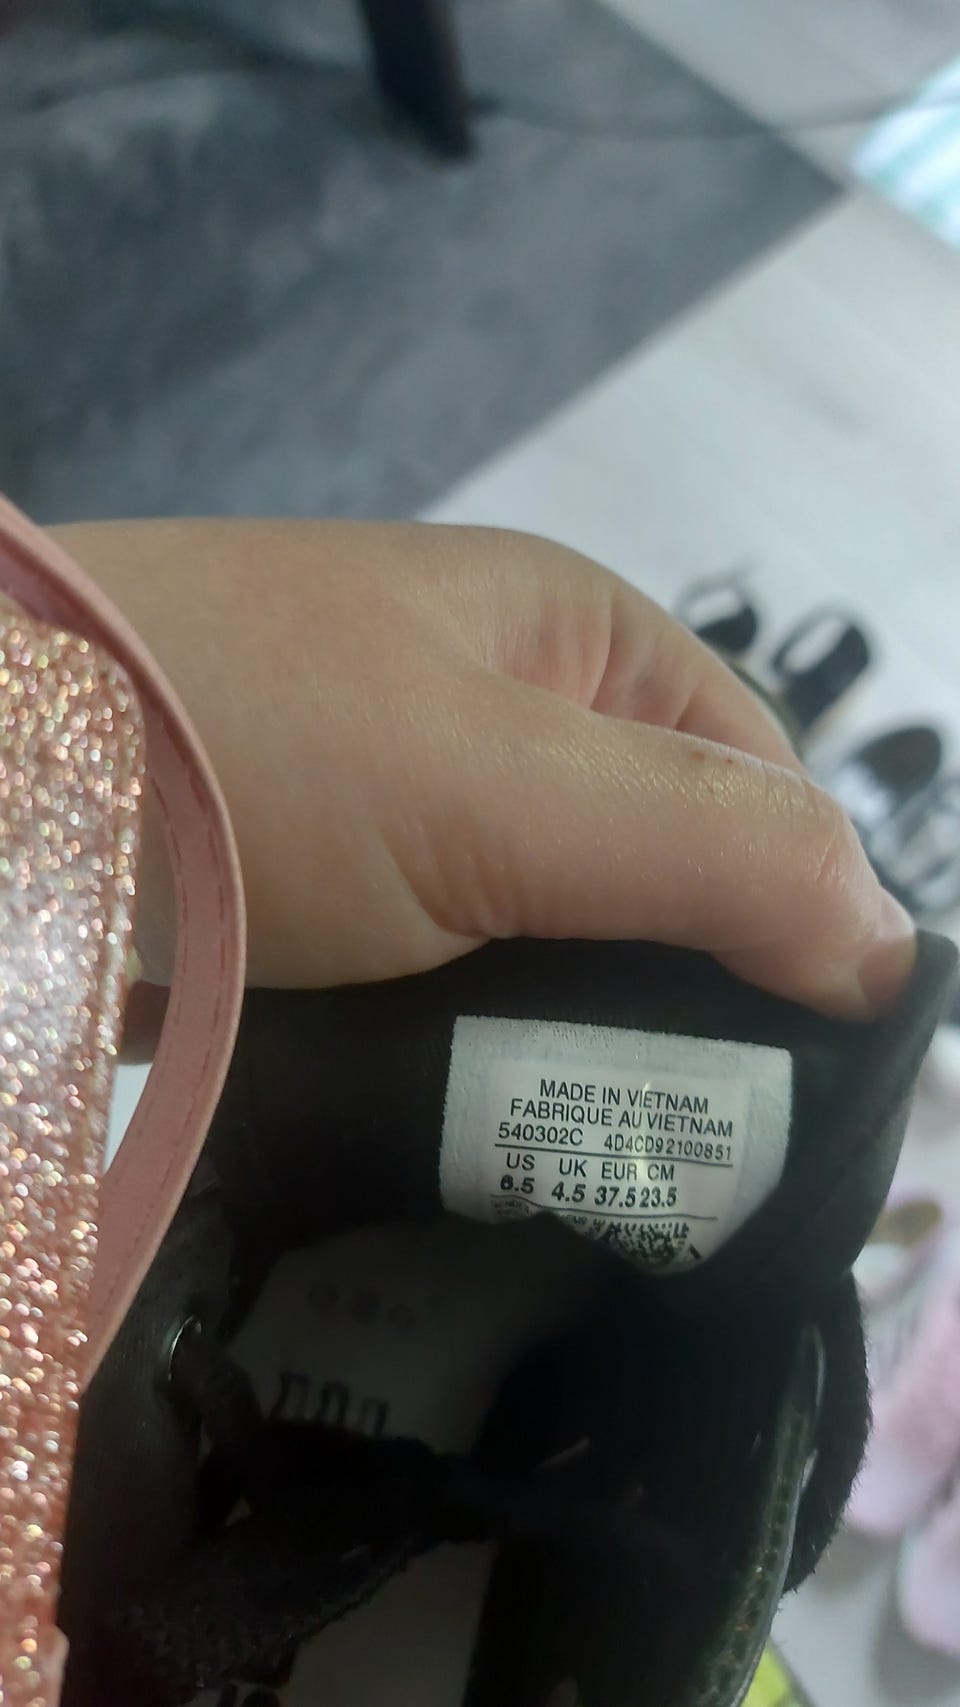 MADE IN VIETNAM
FABRIQUE AU VIETNAM
540302C 4D4CD92100851
US UK EUR CM
6.5 4.5 37.5 23.5